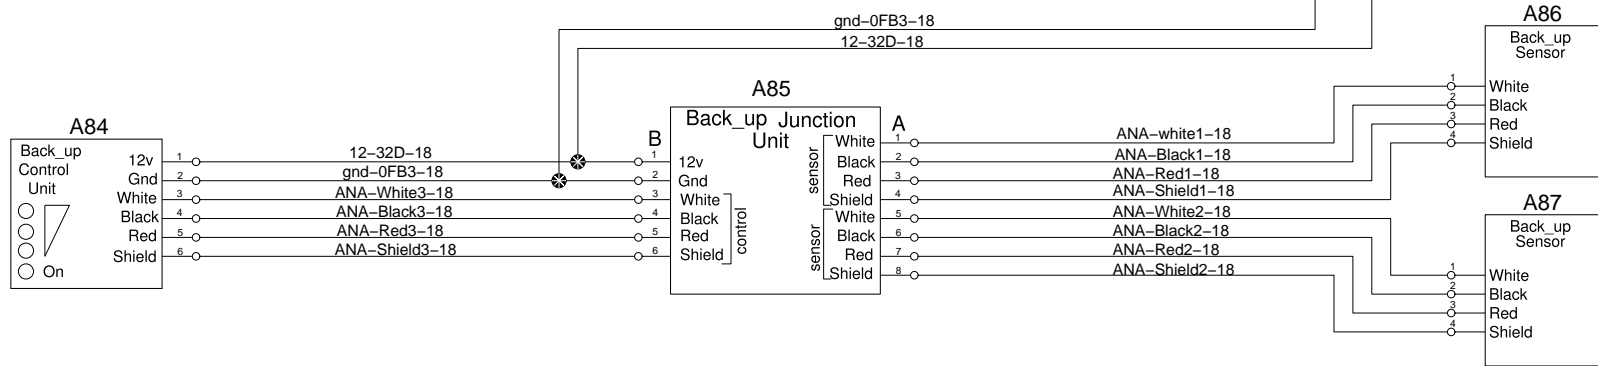 gnd-0FB3-18
12-32D-18
A84
Back_up
Control
Unit
On
12v 1
Gnd 2
White 3
Black 4
Red 5
Shield 6
12-32D-18
gnd-0FB3-18
ANA-White3-18
ANA-Black3-18
ANA-Red3-18
ANA-Shield3-18
A85
B
A
Back_up Junction
Unit
1 12v
2 Gnd
3 White
4 Black
5 Red
6 Shield
control
sensor
White 1
Black 2
Red 3
Shield 4
sensor
White 5
Black 6
Red 7
Shield 8
ANA-white1-18
ANA-Black1-18
ANA-Red1-18
ANA-Shield1-18
ANA-White2-18
ANA-Black2-18
ANA-Red2-18
ANA-Shield2-18
A86
Back_up
Sensor
1 White
2 Black
3 Red
4 Shield
A87
Back_up
Sensor
1 White
2 Black
3 Red
4 Shield